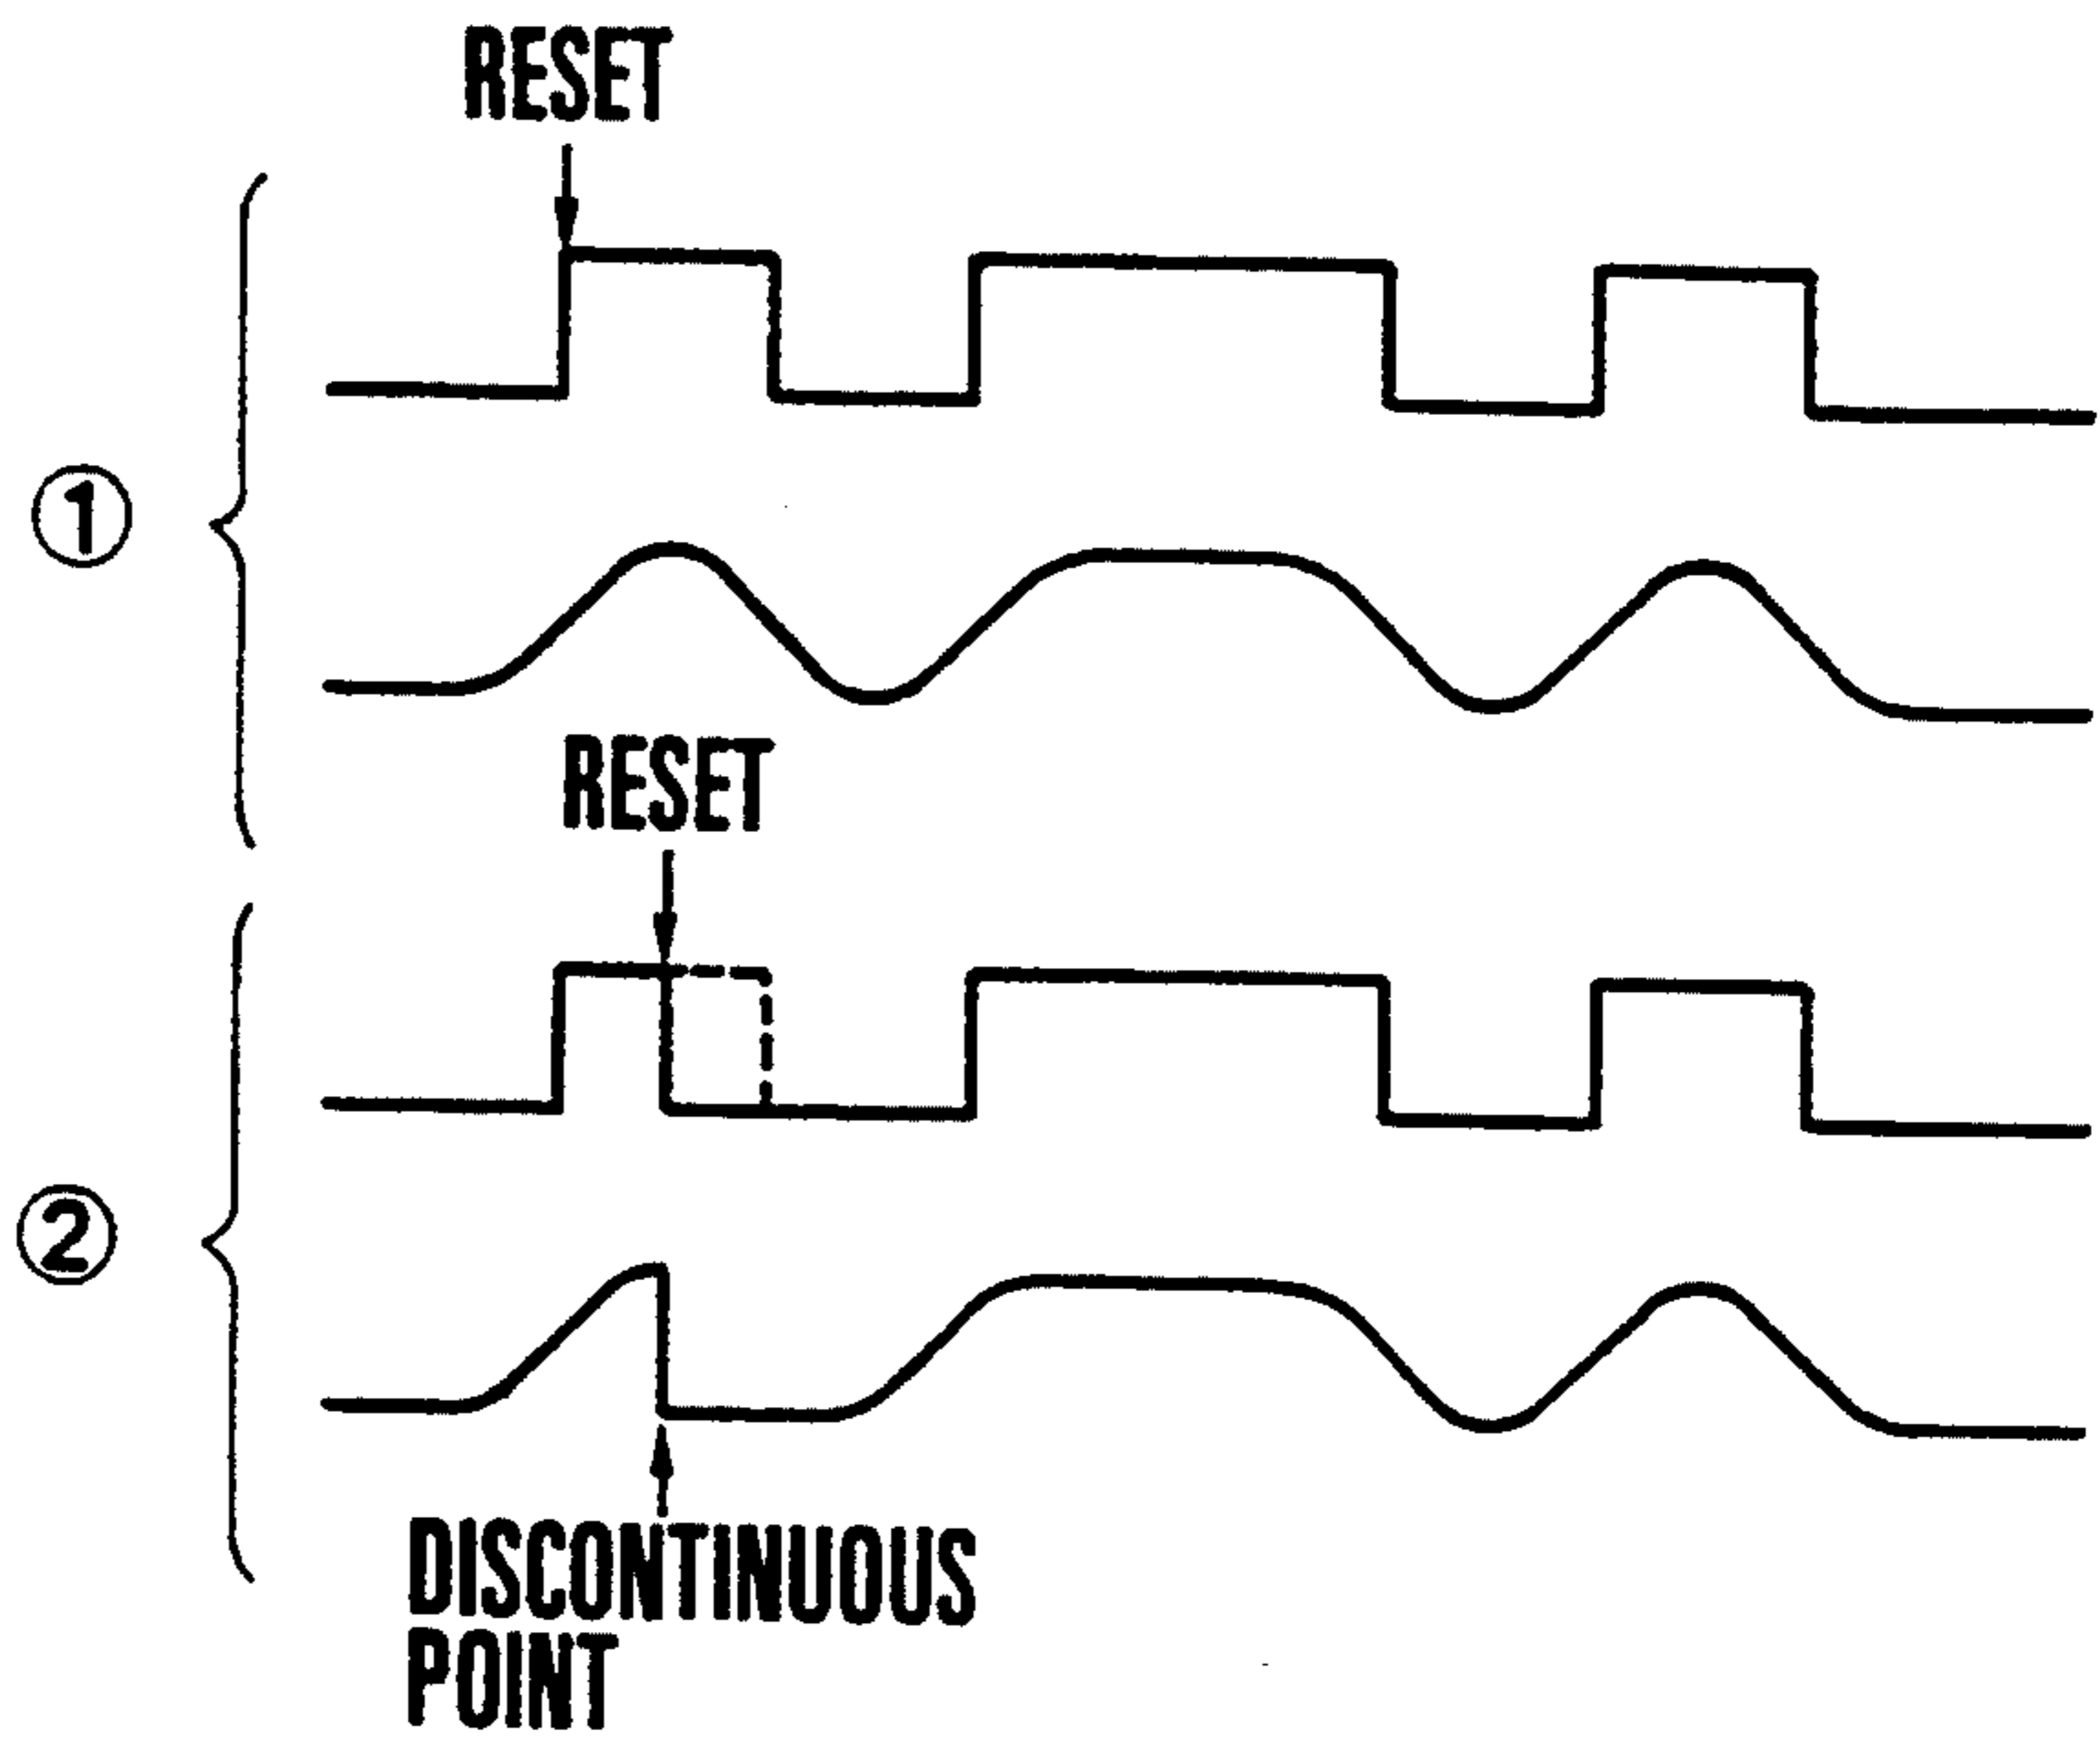 RESET
①
RESET
②
DISCONTINUOUS
POINT